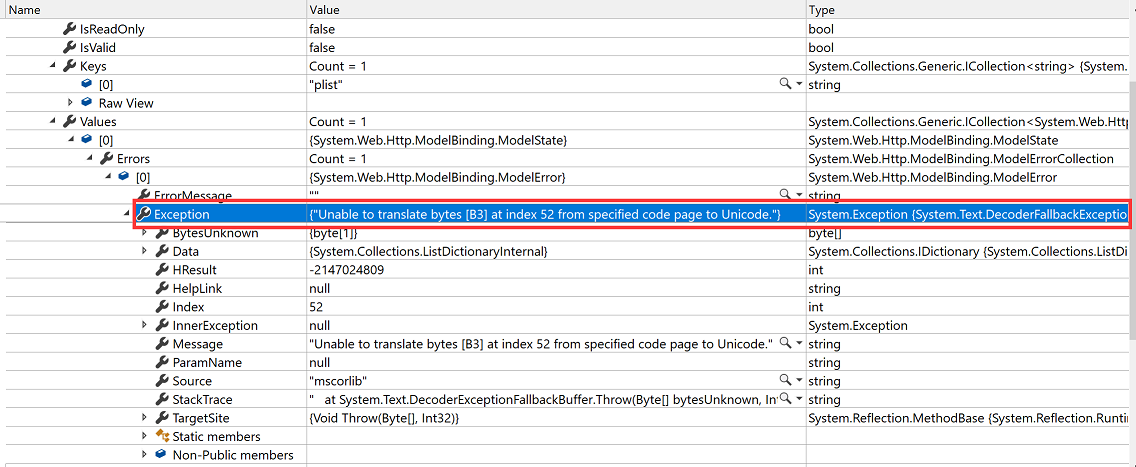 Name Value Type
IsReadOnly false bool
IsValid false bool
Keys Count = 1 System.Collections.Generic.ICollection<string> {System.
[0] "plist" string
Raw View
Values Count = 1 System.Collections.Generic.ICollection<System.Web.Http
[0] {System.Web.Http.ModelBinding.ModelState} System.Web.Http.ModelBinding.ModelState
Errors Count = 1 System.Web.Http.ModelBinding.ModelErrorCollection
[0] {System.Web.Http.ModelBinding.ModelError} System.Web.Http.ModelBinding.ModelError
ErrorMessage "" string
Exception {"Unable to translate bytes [B3] at index 52 from specified code page to Unicode."} System.Exception {System.Text.DecoderFallbackExceptio
BytesUnknown {byte[1]} byte[]
Data {System.Collections.ListDictionaryInternal} System.Collections.IDictionary {System.Collections.ListDi
HResult -2147024809 int
HelpLink null string
Index 52 int
InnerException null System.Exception
Message "Unable to translate bytes [B3] at index 52 from specified code page to Unicode." string
ParamName null string
Source "mscorlib" string
StackTrace " at System.Text.DecoderExceptionFallbackBuffer.Throw(Byte[] bytesUnknown, In string
TargetSite {Void Throw(Byte[], Int32)} System.Reflection.MethodBase {System.Reflection.Runti
Static members
Non-Public members